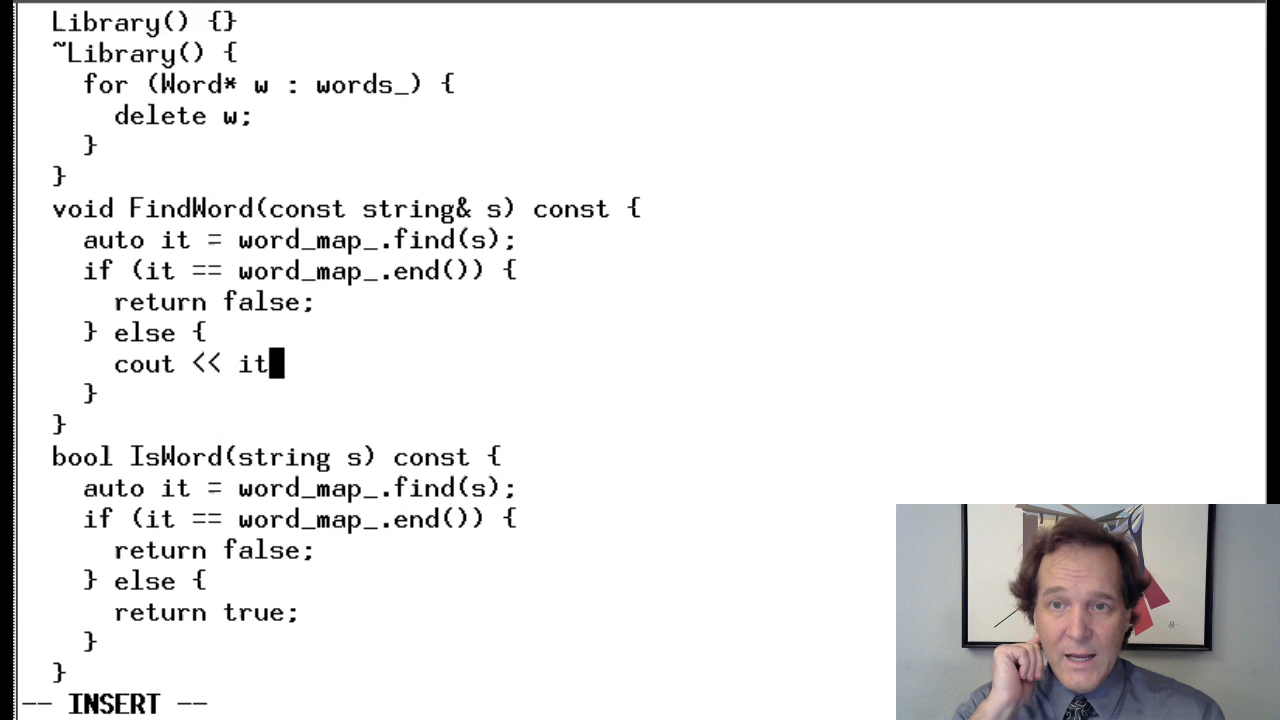 Library() {}
~Library() {
for (Word* w : words_) {
delete w;
}
}
void FindWord(const string& s) const {
auto it = word_map_.find(s);
if (it == word_map_.end()) {
return false;
} else {
cout << it
}
}
bool IsWord(string s) const {
auto it = word_map_.find(s);
if (it == word_map_.end()) {
return false;
} else {
return true;
}
}
-- INSERT --